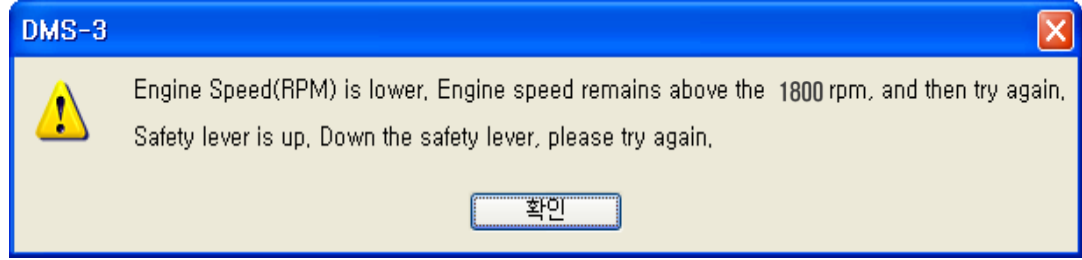 DMS-3
Engine Speed(RPM) is lower, Engine speed remains above the 1800 rpm, and then try again,
Safety lever is up, Down the safety lever, please try again,
확인